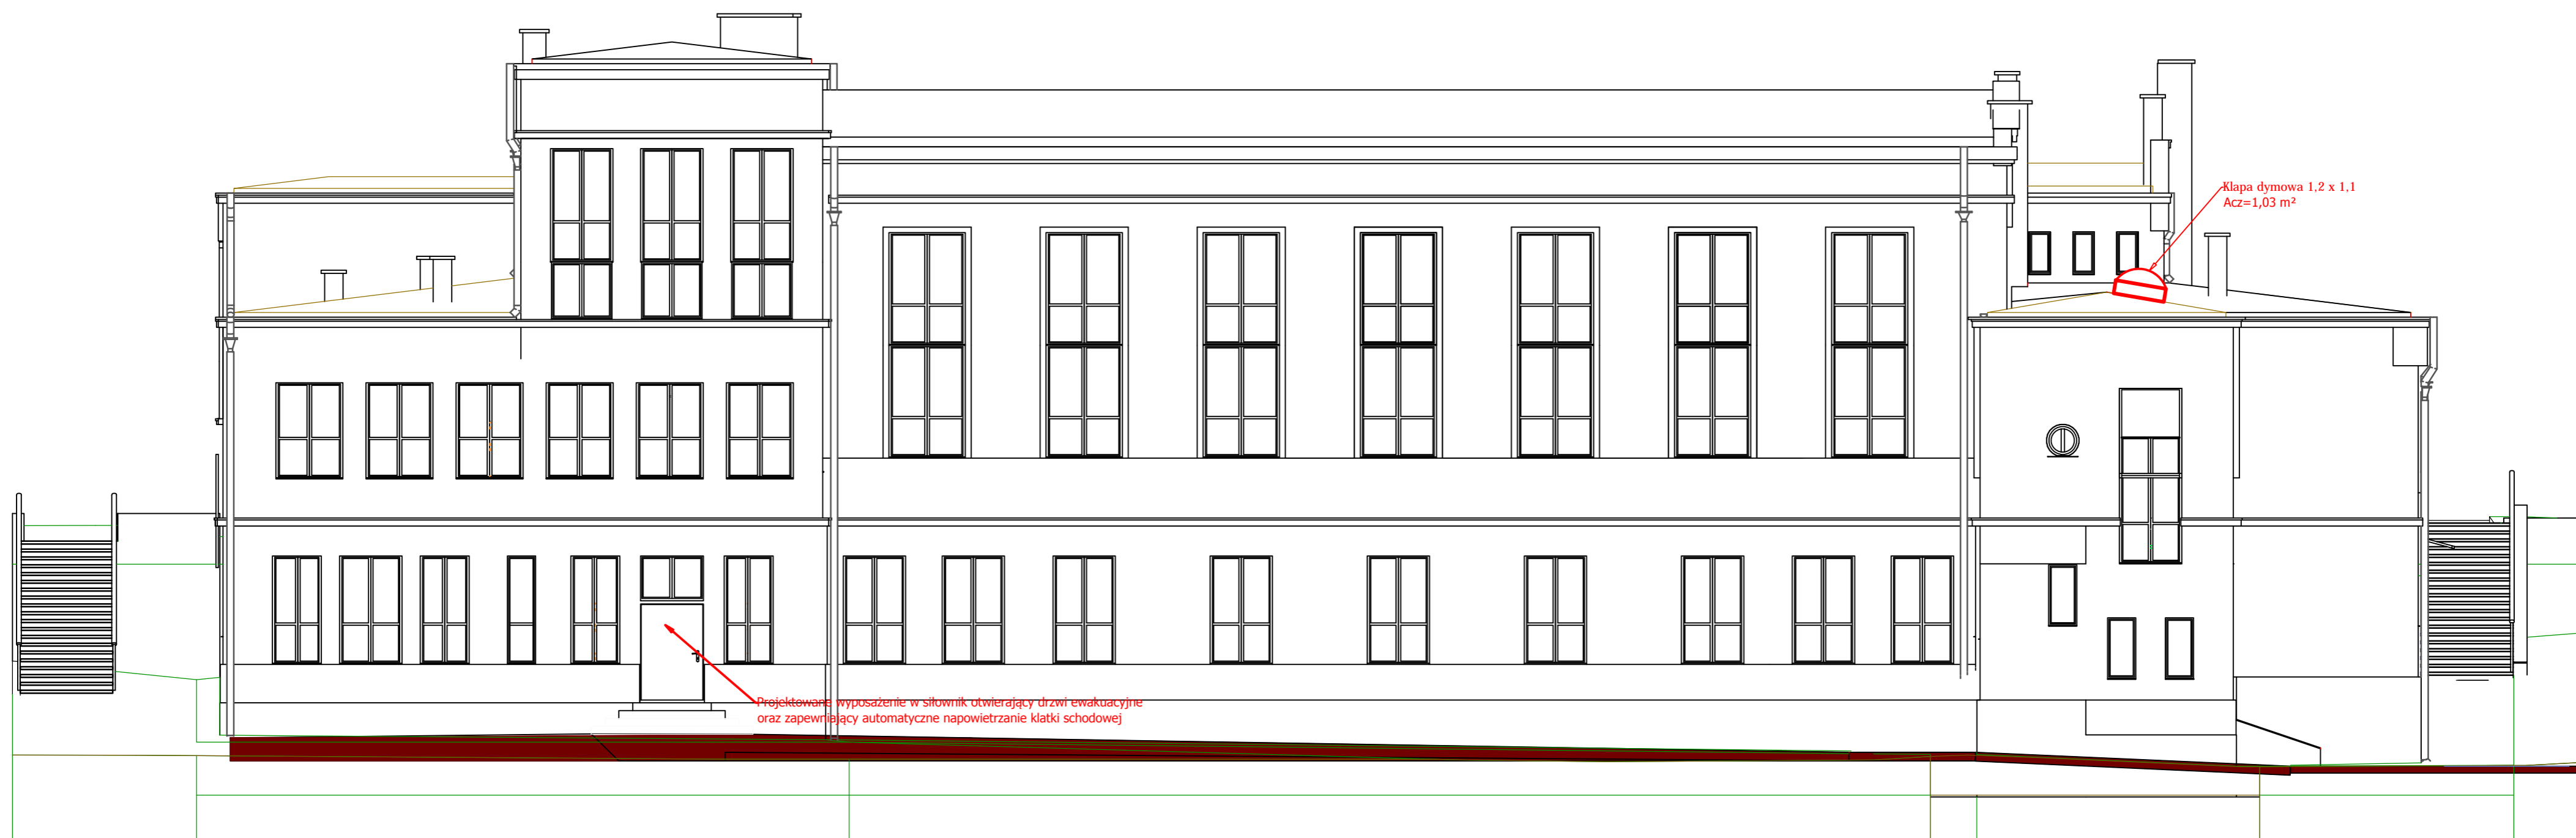 Klapa dymowa 1,2 x 1,1
Acz=1,03 m²
Projektowane wyposażenie w siłownik otwierający drzwi ewakuacyjne
oraz zapewniający automatyczne napowietrzanie klatki schodowej